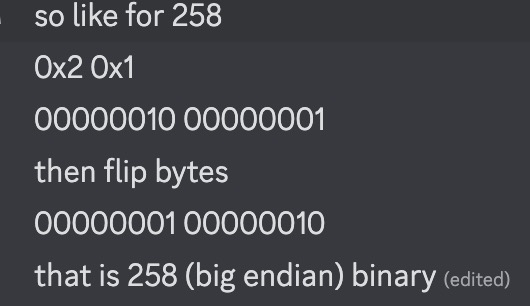 so like for 258
0x2 0x1
00000010 00000001
then flip bytes
00000001 00000010
that is 258 (big endian) binary (edited)